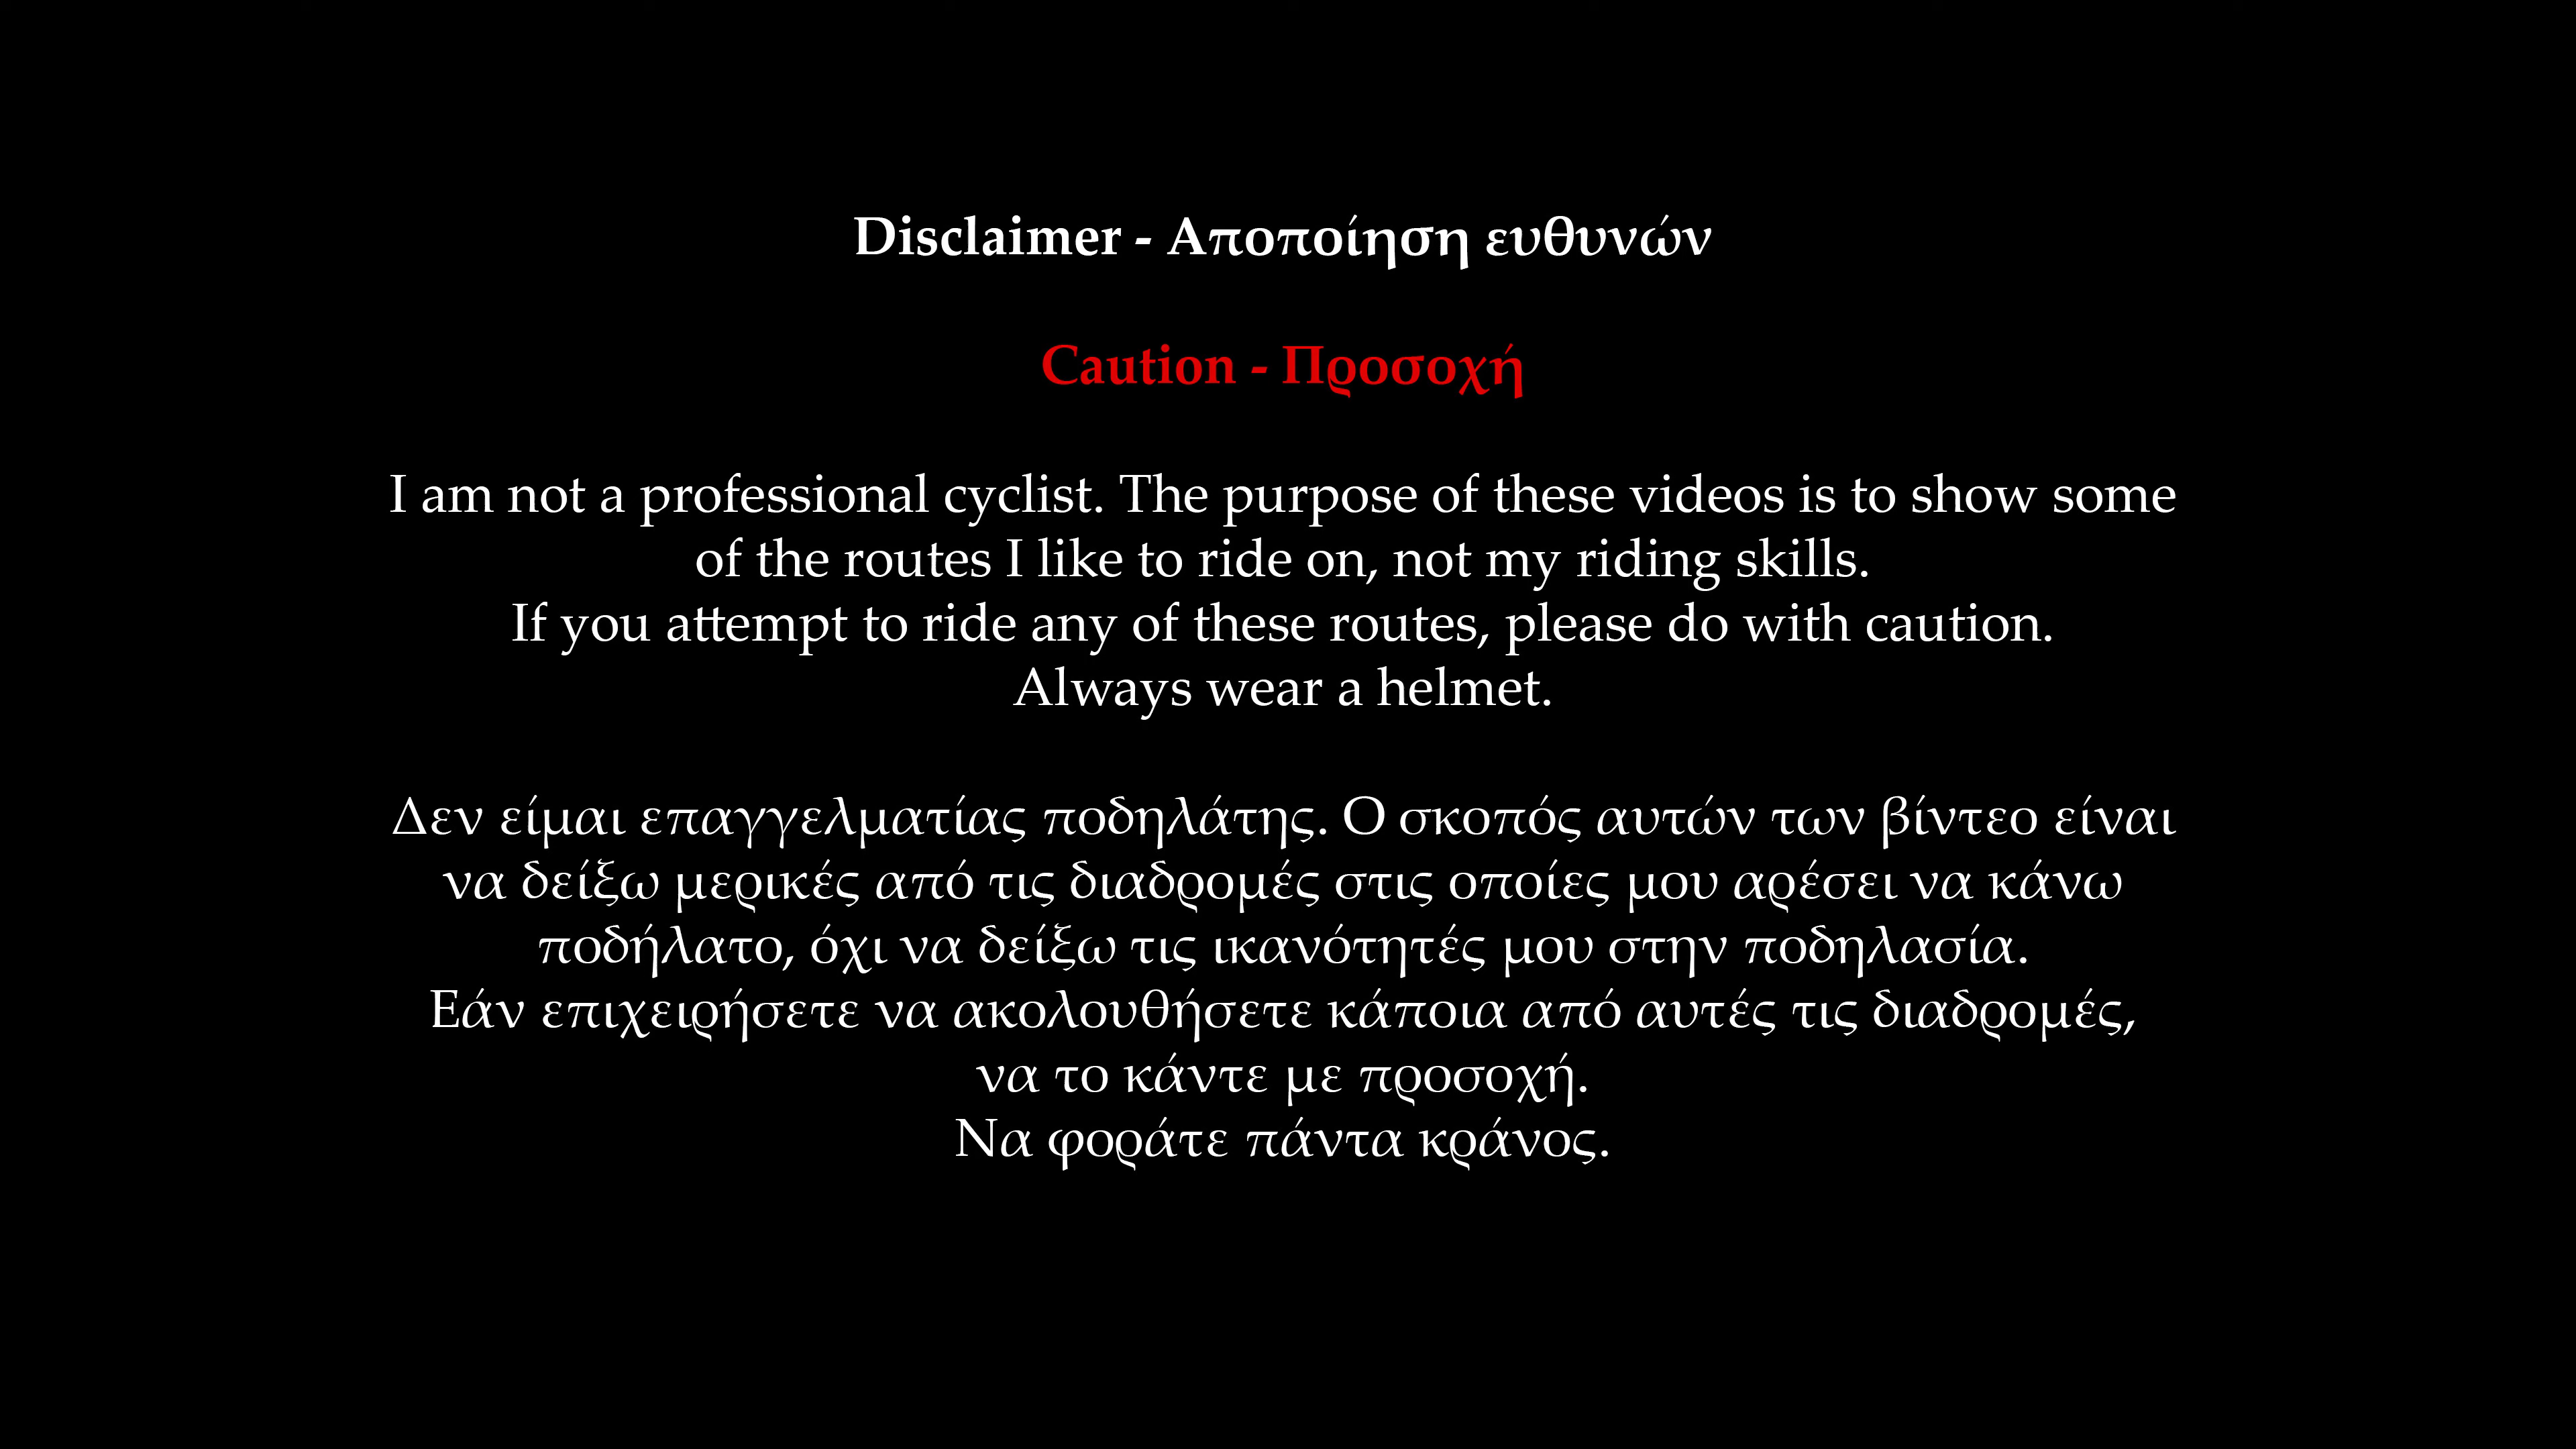 Disclaimer - Αποποίηση ευθυνών
Caution - Προσοχή
I am not a professional cyclist. The purpose of these videos is to show some
of the routes I like to ride on, not my riding skills.
If you attempt to ride any of these routes, please do with caution.
Always wear a helmet.
Δεν είμαι επαγγελματίας ποδηλάτης. Ο σκοπός αυτών των βίντεο είναι
να δείξω μερικές από τις διαδρομές στις οποίες μου αρέσει να κάνω
ποδήλατο, όχι να δείξω τις ικανότητές μου στην ποδηλασία.
Εάν επιχειρήσετε να ακολουθήσετε κάποια από αυτές τις διαδρομές,
να το κάντε με προσοχή.
Να φοράτε πάντα κράνος.